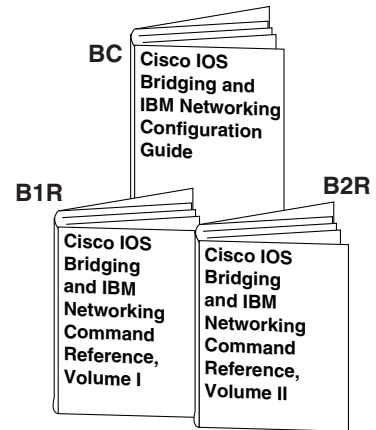 BC
Cisco IOS
Bridging and
IBM Networking
Configuration
Guide
B1R
Cisco IOS
Bridging
and IBM
Networking
Command
Reference,
Volume I
B2R
Cisco IOS
Bridging
and IBM
Networking
Command
Reference,
Volume II